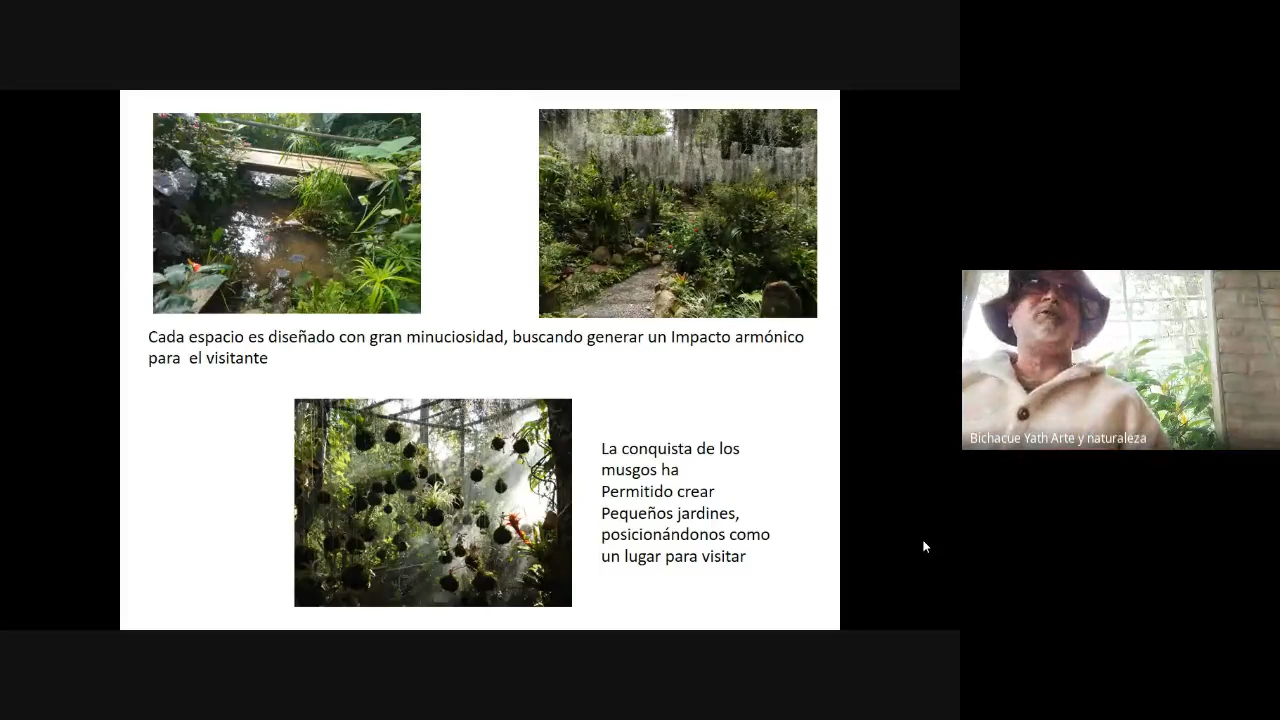 Cada espacio es diseñado con gran minuciosidad, buscando generar un Impacto armónico
para  el visitante
La conquista de los
musgos ha
Permitido crear
Pequeños jardines,
posicionándonos como
un lugar para visitar
Bichacue Yath Arte y naturaleza